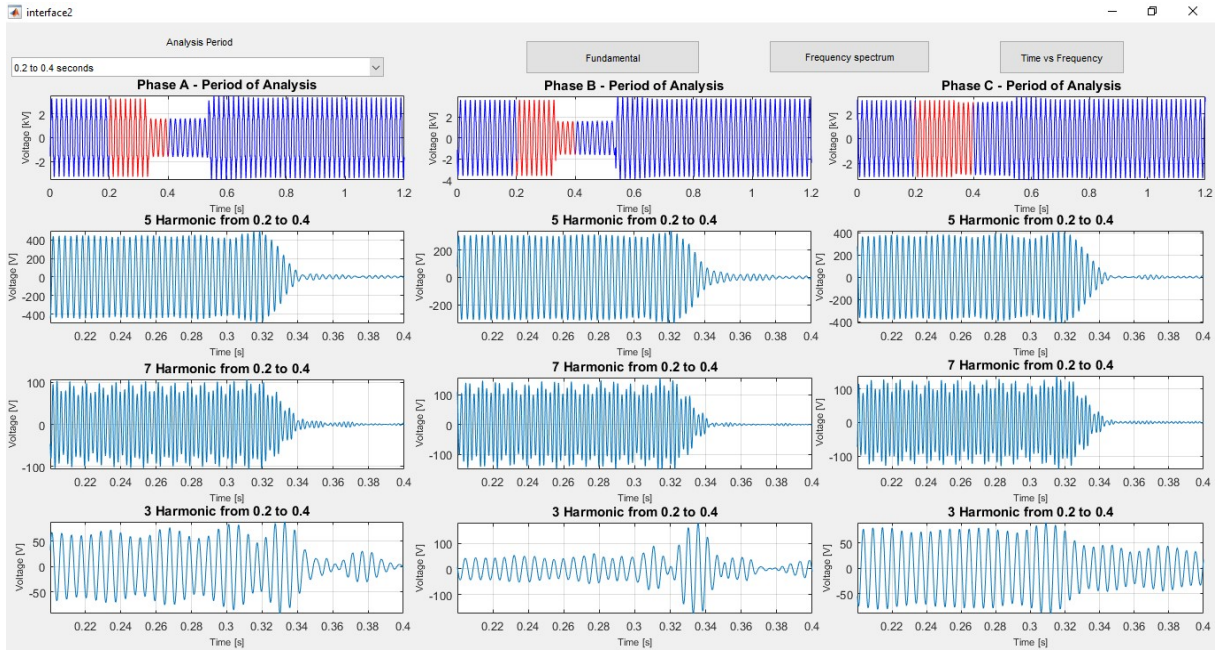 interface2
Analysis Period
0.2 to 0.4 seconds
Fundamental
Frequency spectrum
Time vs Frequency
Phase A - Period of Analysis
Phase B - Period of Analysis
Phase C - Period of Analysis
Voltage [kV]
2
0
-2
0 0.2 0.4 0.6 0.8 1 1.2
Time [s]
Voltage [kV]
2
0
-2
-4
0 0.2 0.4 0.6 0.8 1 1.2
Time [s]
Voltage [kV]
2
0
-2
0 0.2 0.4 0.6 0.8 1 1.2
Time [s]
5 Harmonic from 0.2 to 0.4
5 Harmonic from 0.2 to 0.4
5 Harmonic from 0.2 to 0.4
Voltage [V]
400
200
0
-200
-400
0.22 0.24 0.26 0.28 0.3 0.32 0.34 0.36 0.38 0.4
Time [s]
Voltage [V]
200
0
-200
0.22 0.24 0.26 0.28 0.3 0.32 0.34 0.36 0.38 0.4
Time [s]
Voltage [V]
400
200
0
-200
-400
0.22 0.24 0.26 0.28 0.3 0.32 0.34 0.36 0.38 0.4
Time [s]
7 Harmonic from 0.2 to 0.4
7 Harmonic from 0.2 to 0.4
7 Harmonic from 0.2 to 0.4
Voltage [V]
100
0
-100
0.22 0.24 0.26 0.28 0.3 0.32 0.34 0.36 0.38 0.4
Time [s]
Voltage [V]
100
0
-100
0.22 0.24 0.26 0.28 0.3 0.32 0.34 0.36 0.38 0.4
Time [s]
Voltage [V]
100
0
-100
0.22 0.24 0.26 0.28 0.3 0.32 0.34 0.36 0.38 0.4
Time [s]
3 Harmonic from 0.2 to 0.4
3 Harmonic from 0.2 to 0.4
3 Harmonic from 0.2 to 0.4
Voltage [V]
50
0
-50
0.22 0.24 0.26 0.28 0.3 0.32 0.34 0.36 0.38 0.4
Time [s]
Voltage [V]
100
0
-100
0.22 0.24 0.26 0.28 0.3 0.32 0.34 0.36 0.38 0.4
Time [s]
Voltage [V]
50
0
-50
0.22 0.24 0.26 0.28 0.3 0.32 0.34 0.36 0.38 0.4
Time [s]